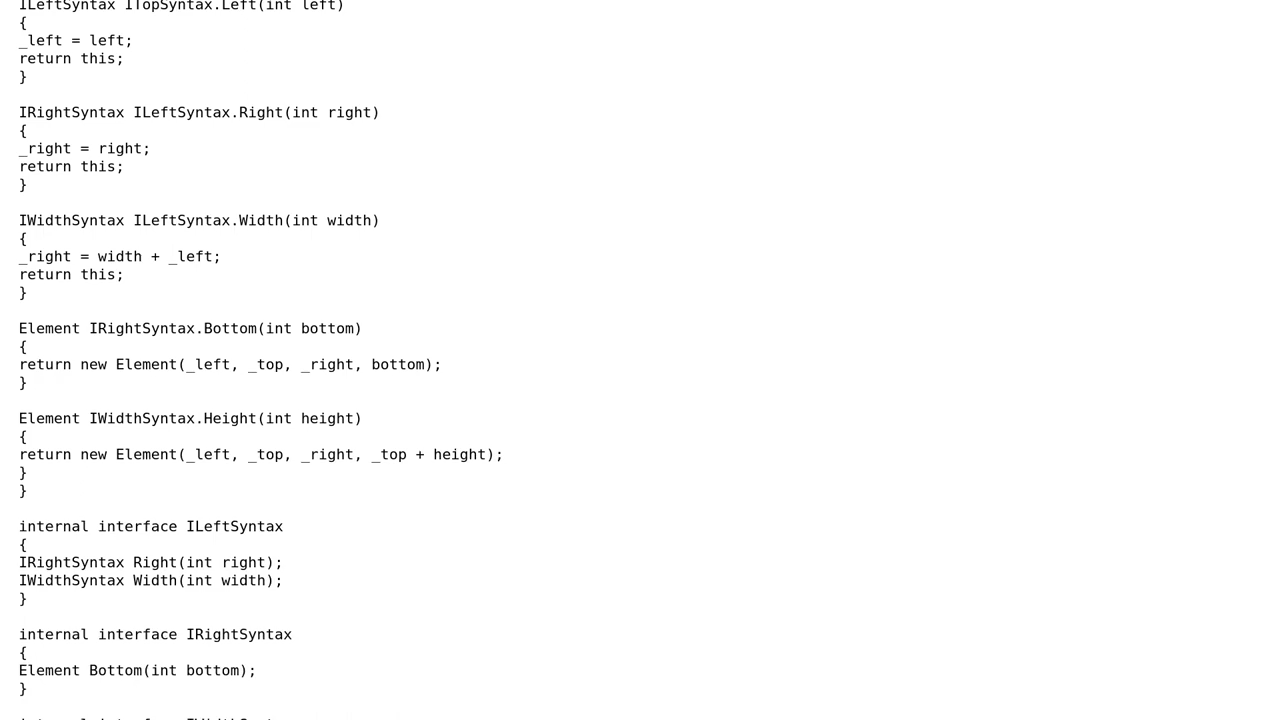 ILeftSyntax ITopSyntax.Left(int left)
{
_left = left;
return this;
}

IRightSyntax ILeftSyntax.Right(int right)
{
_right = right;
return this;
}

IWidthSyntax ILeftSyntax.Width(int width)
{
_right = width + _left;
return this;
}

Element IRightSyntax.Bottom(int bottom)
{
return new Element(_left, _top, _right, bottom);
}

Element IWidthSyntax.Height(int height)
{
return new Element(_left, _top, _right, _top + height);
}
}

internal interface ILeftSyntax
{
IRightSyntax Right(int right);
IWidthSyntax Width(int width);
}

internal interface IRightSyntax
{
Element Bottom(int bottom);
}